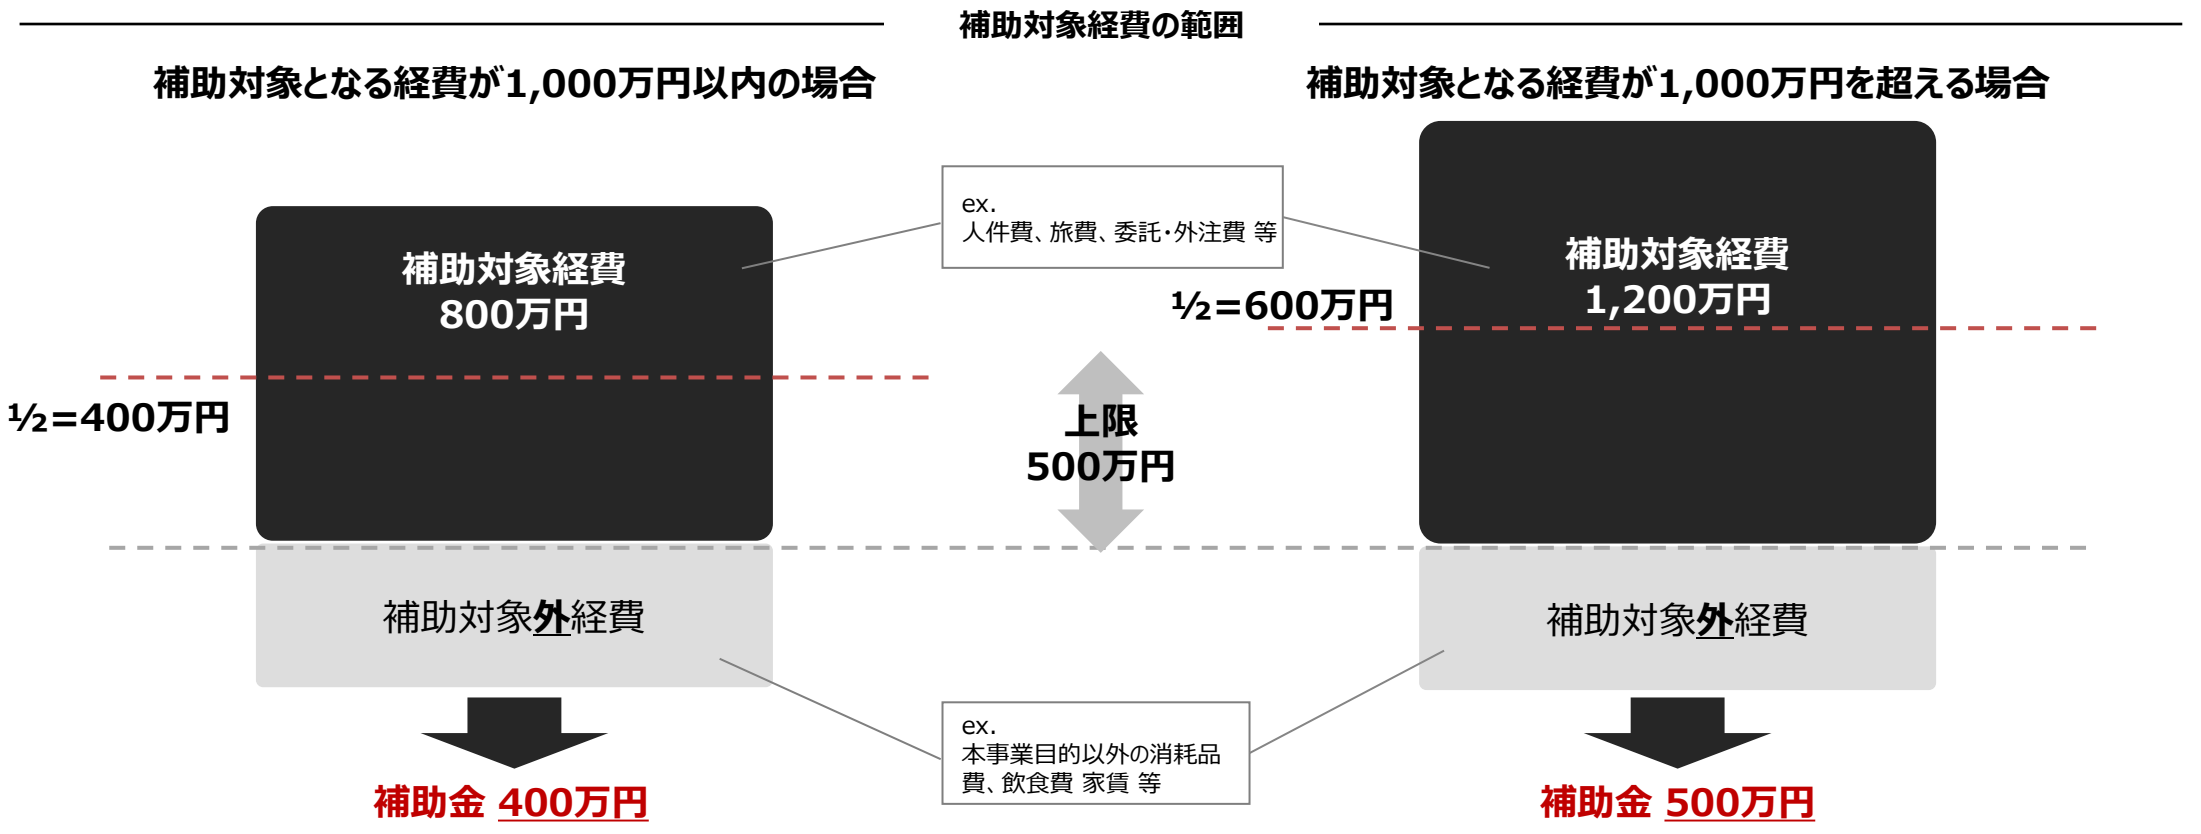 補助対象経費の範囲
補助対象となる経費が1,000万円以内の場合
補助対象経費
800万円
½=400万円
補助対象外経費
補助金 400万円
ex.
人件費、旅費、委託・外注費 等
上限
500万円
ex.
本事業目的以外の消耗品
費、飲食費 家賃 等
補助対象となる経費が1,000万円を超える場合
補助対象経費
1,200万円
½=600万円
補助対象外経費
補助金 500万円